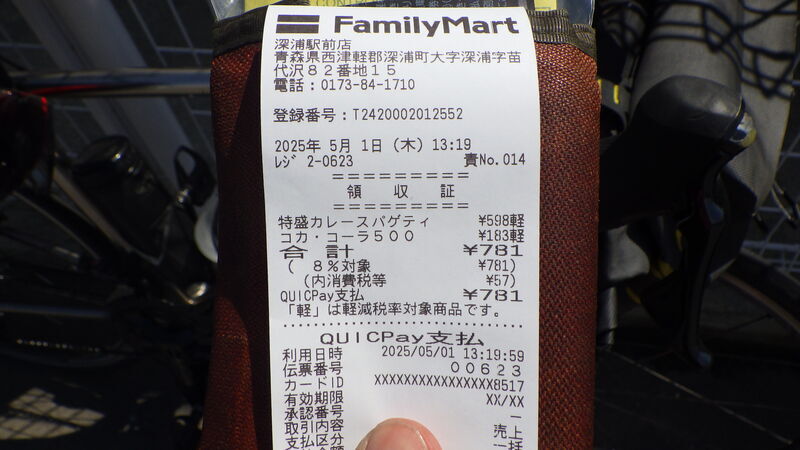 FamilyMart
深浦駅前店
青森県西津軽郡深浦町大字深浦字苗
代沢82番地15
電話:0173-84-1710
登録番号:T2420002012552
2025年 5月 1日(木) 13:19
レジ 2-0623 責No.014
=========
領 収 証
=========
特盛カレースパゲティ ¥598軽
コカ・コーラ500 ¥183軽
合 計 ¥781
( 8%対象 ¥781)
(内消費税等 ¥57)
QUICPay支払 ¥781
「軽」は軽減税率対象商品です。
QUICPay支払
利用日時 2025/05/01 13:19:59
伝票番号 00623
カードID XXXXXXXXXXXXXXXX8517
有効期限 XX/XX
承認番号 ー
取引内容 売上
支払区分 一括